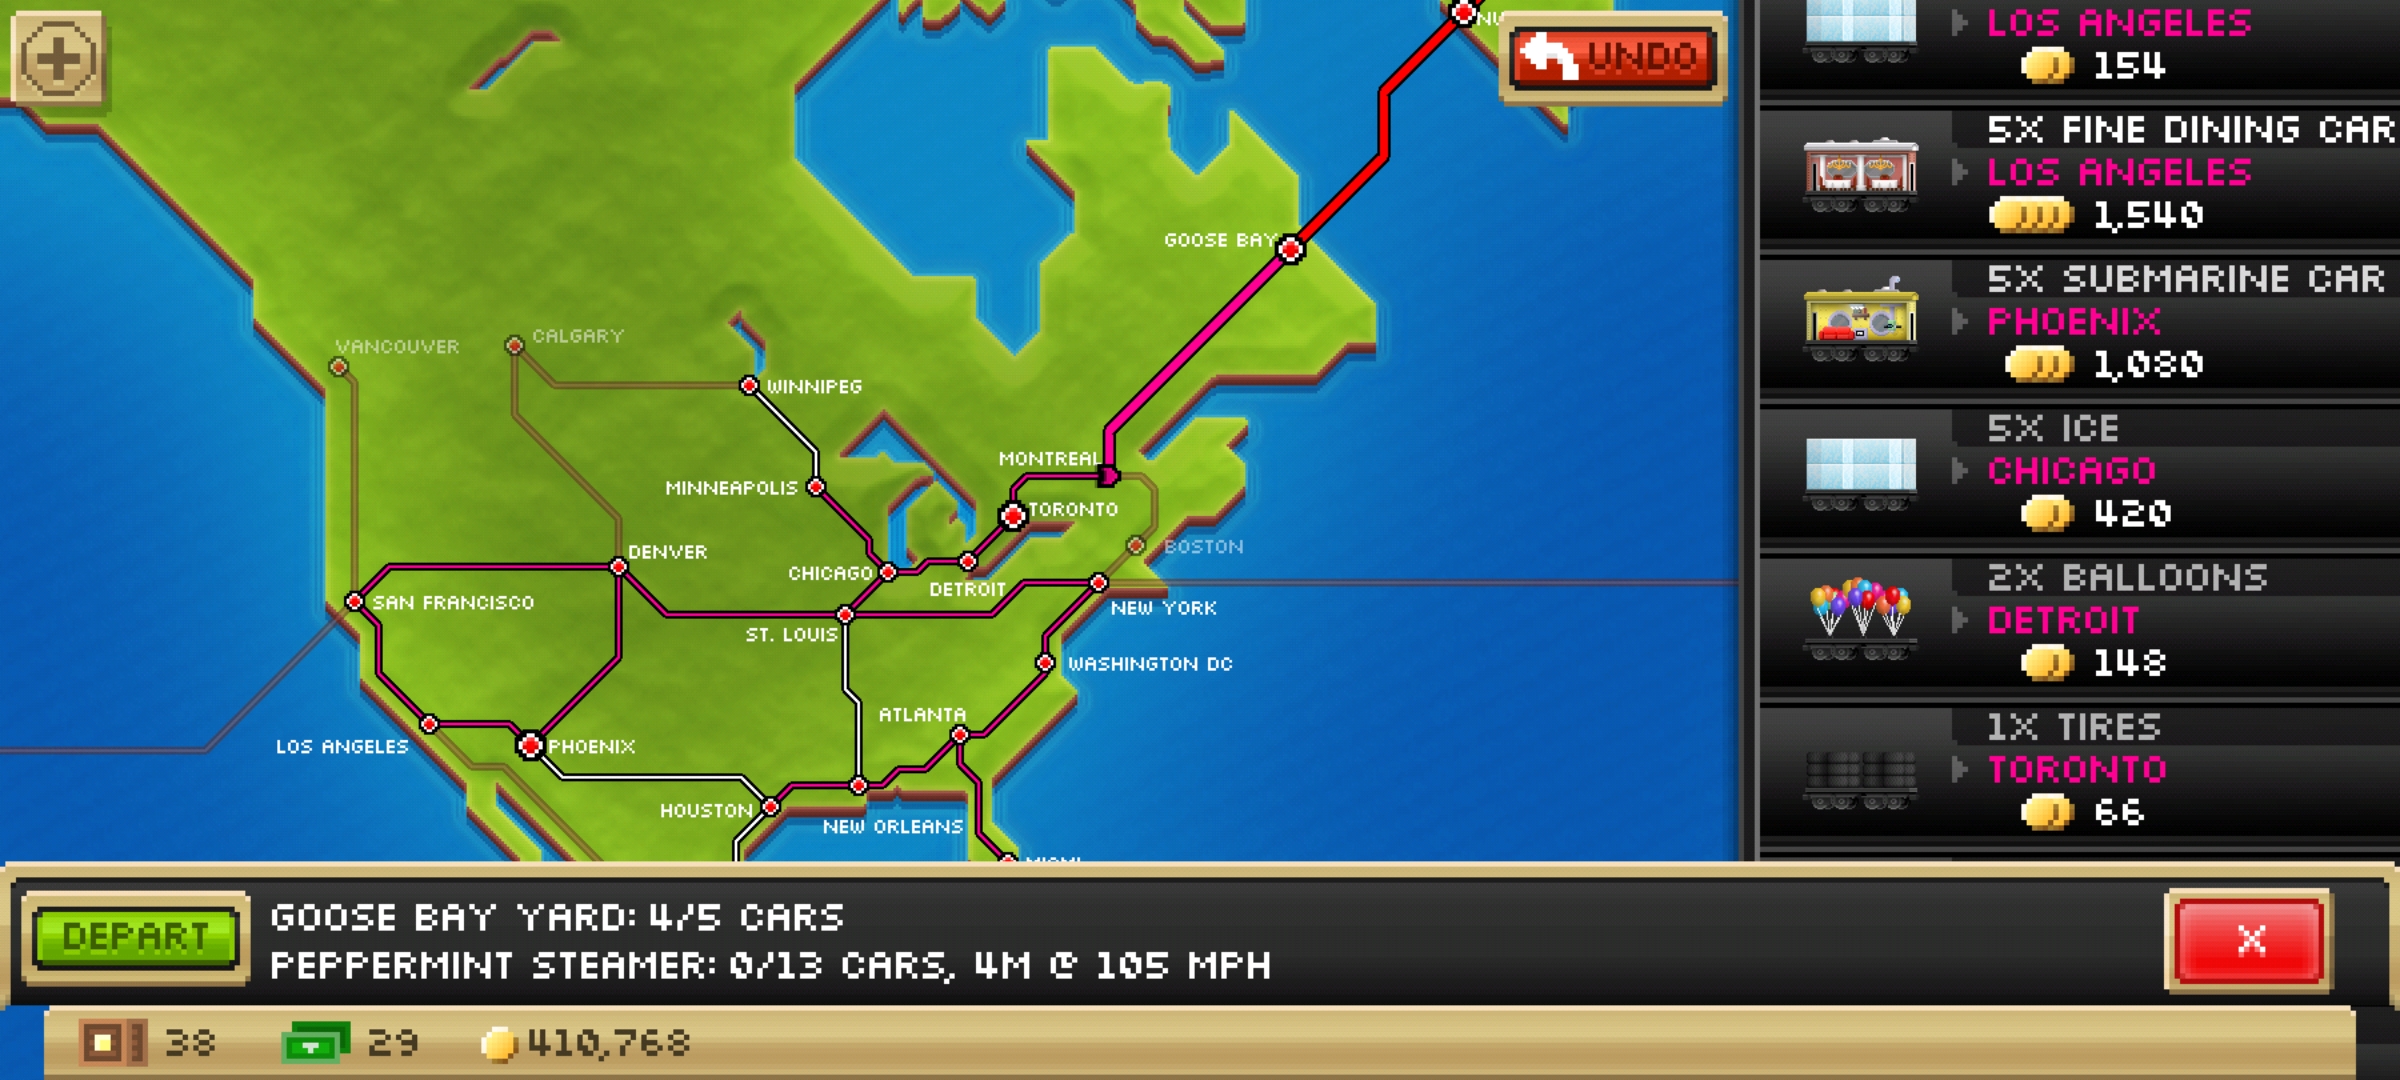 NU
UNDO
GOOSE BAY
VANCOUVER
CALGARY
WINNIPEG
MONTREAL
MINNEAPOLIS
TORONTO
DENVER
BOSTON
CHICAGO
DETROIT
SAN FRANCISCO
NEW YORK
ST. LOUIS
WASHINGTON DC
ATLANTA
LOS ANGELES
PHOENIX
HOUSTON
NEW ORLEANS
MIAMI
LOS ANGELES
154
5X FINE DINING CAR
LOS ANGELES
1,540
5X SUBMARINE CAR
PHOENIX
1,080
5X ICE
CHICAGO
420
2X BALLOONS
DETROIT
148
1X TIRES
TORONTO
66
DEPART
GOOSE BAY YARD: 4/5 CARS
PEPPERMINT STEAMER: 0/13 CARS, 4M @ 105 MPH
X
38
29
410,768